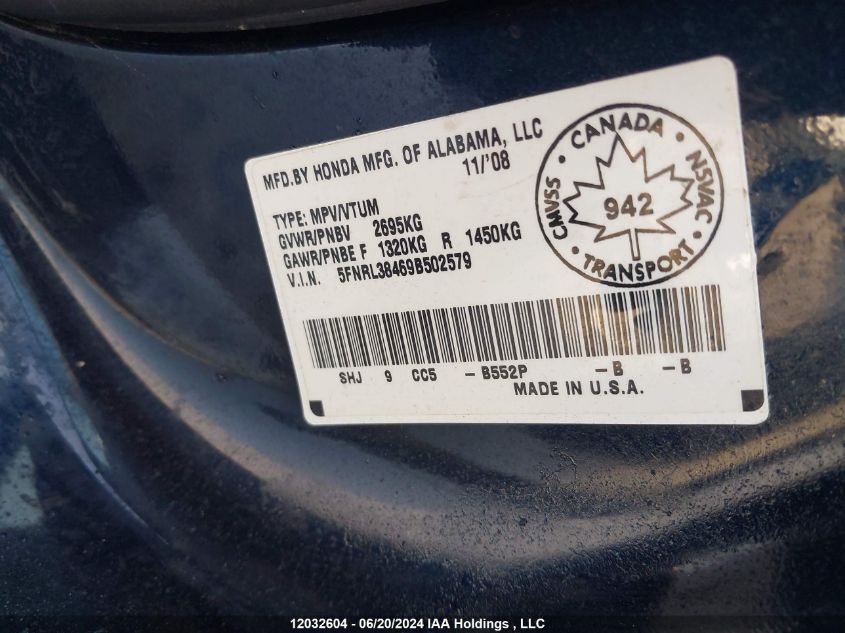 MFD.BY HONDA MFG. OF ALABAMA, LLC
11/'08
TYPE: MPV/VTUM
GVWR/PNBV 2695KG
GAWR/PNBE F 1320KG R 1450KG
V.I.N. 5FNRL38469B502579
CANADA
CMVSS 942 NSVAC
TRANSPORT
SHJ 9 CC5 -B552P -B -B
MADE IN U.S.A.
12032604 - 06/20/2024 IAA Holdings , LLC